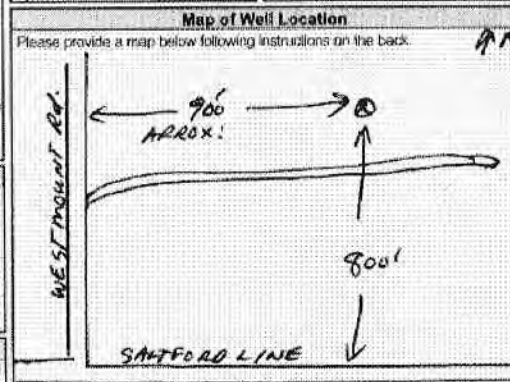 Map of Well Location
Please provide a map below following instructions on the back.
N
900'
APROX.
WESTMOUNT Rd.
800'
SALTFORD LINE